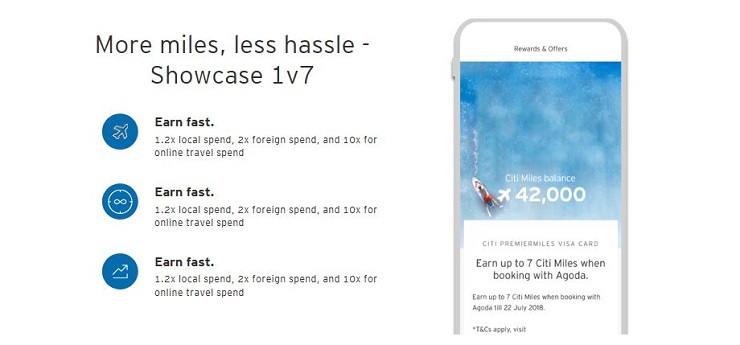 More miles, less hassle -
Showcase 1v7
Earn fast.
1.2x local spend, 2x foreign spend, and 10x for
online travel spend
Earn fast.
1.2x local spend, 2x foreign spend, and 10x for
online travel spend
Earn fast.
1.2x local spend, 2x foreign spend, and 10x for
online travel spend
Rewards & Offers
Citi Miles balance
42,000
CITI PREMIERMILES VISA CARD
Earn up to 7 Citi Miles when
booking with Agoda.
Earn up to 7 Citi Miles when booking with
Agoda till 22 July 2018.
*T&Cs apply, visit